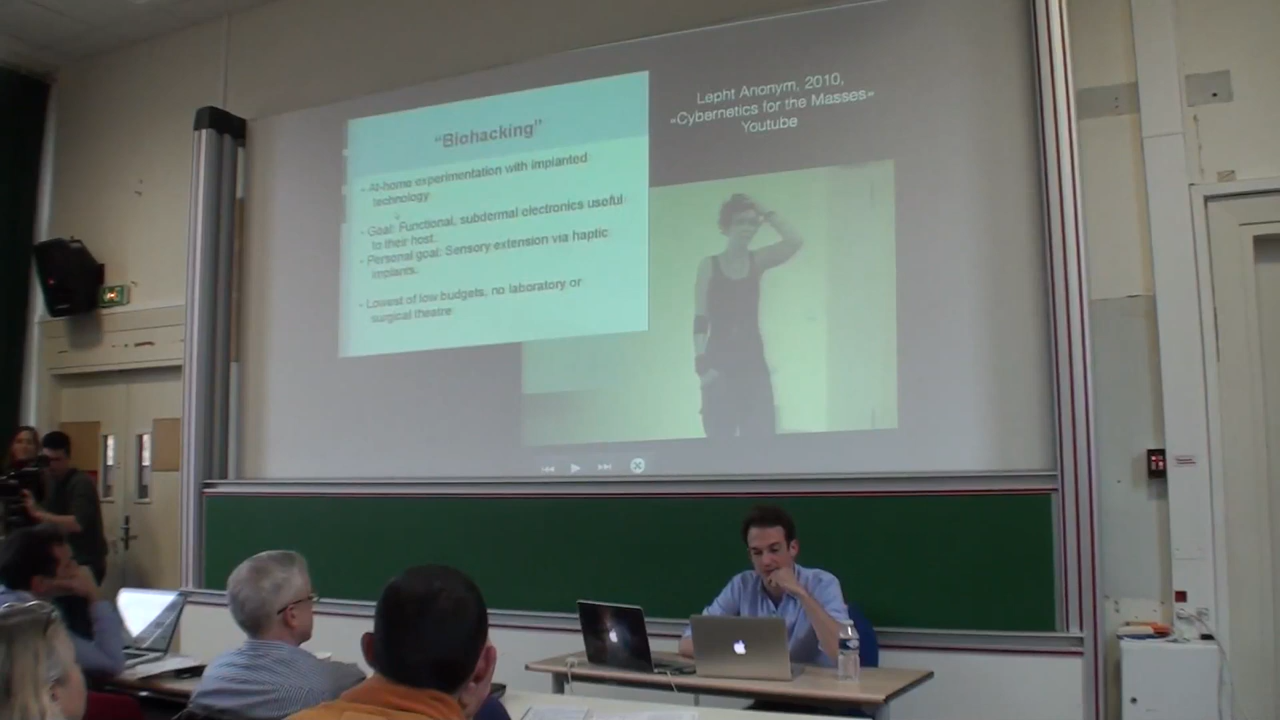 "Biohacking"
- At-home experimentation with implanted
technology
- Goal: Functional, subdermal electronics useful
to their host.
- Personal goal: Sensory extension via haptic
implants.
- Lowest of low budgets, no laboratory or
surgical theatre
Lepht Anonym, 2010,
«Cybernetics for the Masses»
Youtube